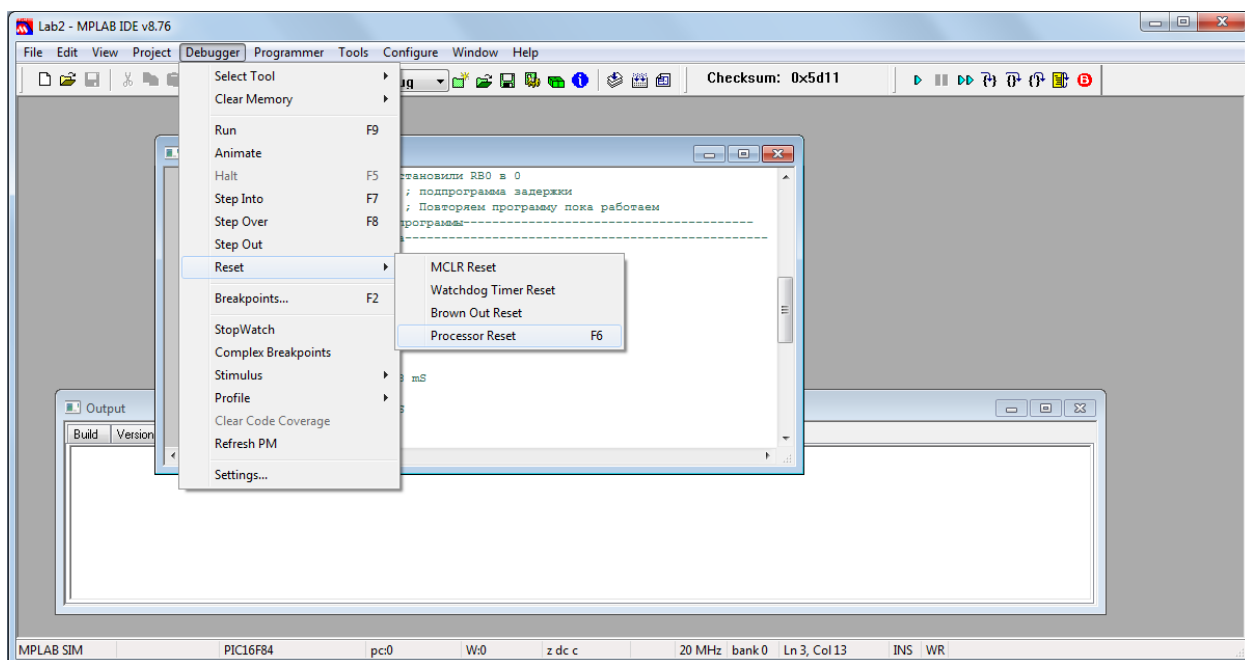 Lab2 - MPLAB IDE v8.76
File Edit View Project Debugger Programmer Tools Configure Window Help
Checksum: 0x5d11
Select Tool
Clear Memory
Run F9
Animate
Halt F5
Step Into F7
Step Over F8
Step Out
Reset
Breakpoints... F2
StopWatch
Complex Breakpoints
Stimulus
Profile
Clear Code Coverage
Refresh PM
Settings...
MCLR Reset
Watchdog Timer Reset
Brown Out Reset
Processor Reset F6
RB0 в 0
; подпрограмма задержки
; Повторяем программу пока работаем
mS
Output
Build Version
MPLAB SIM PIC16F84 pc:0 W:0 z dc c 20 MHz bank 0 Ln 3, Col 13 INS WR